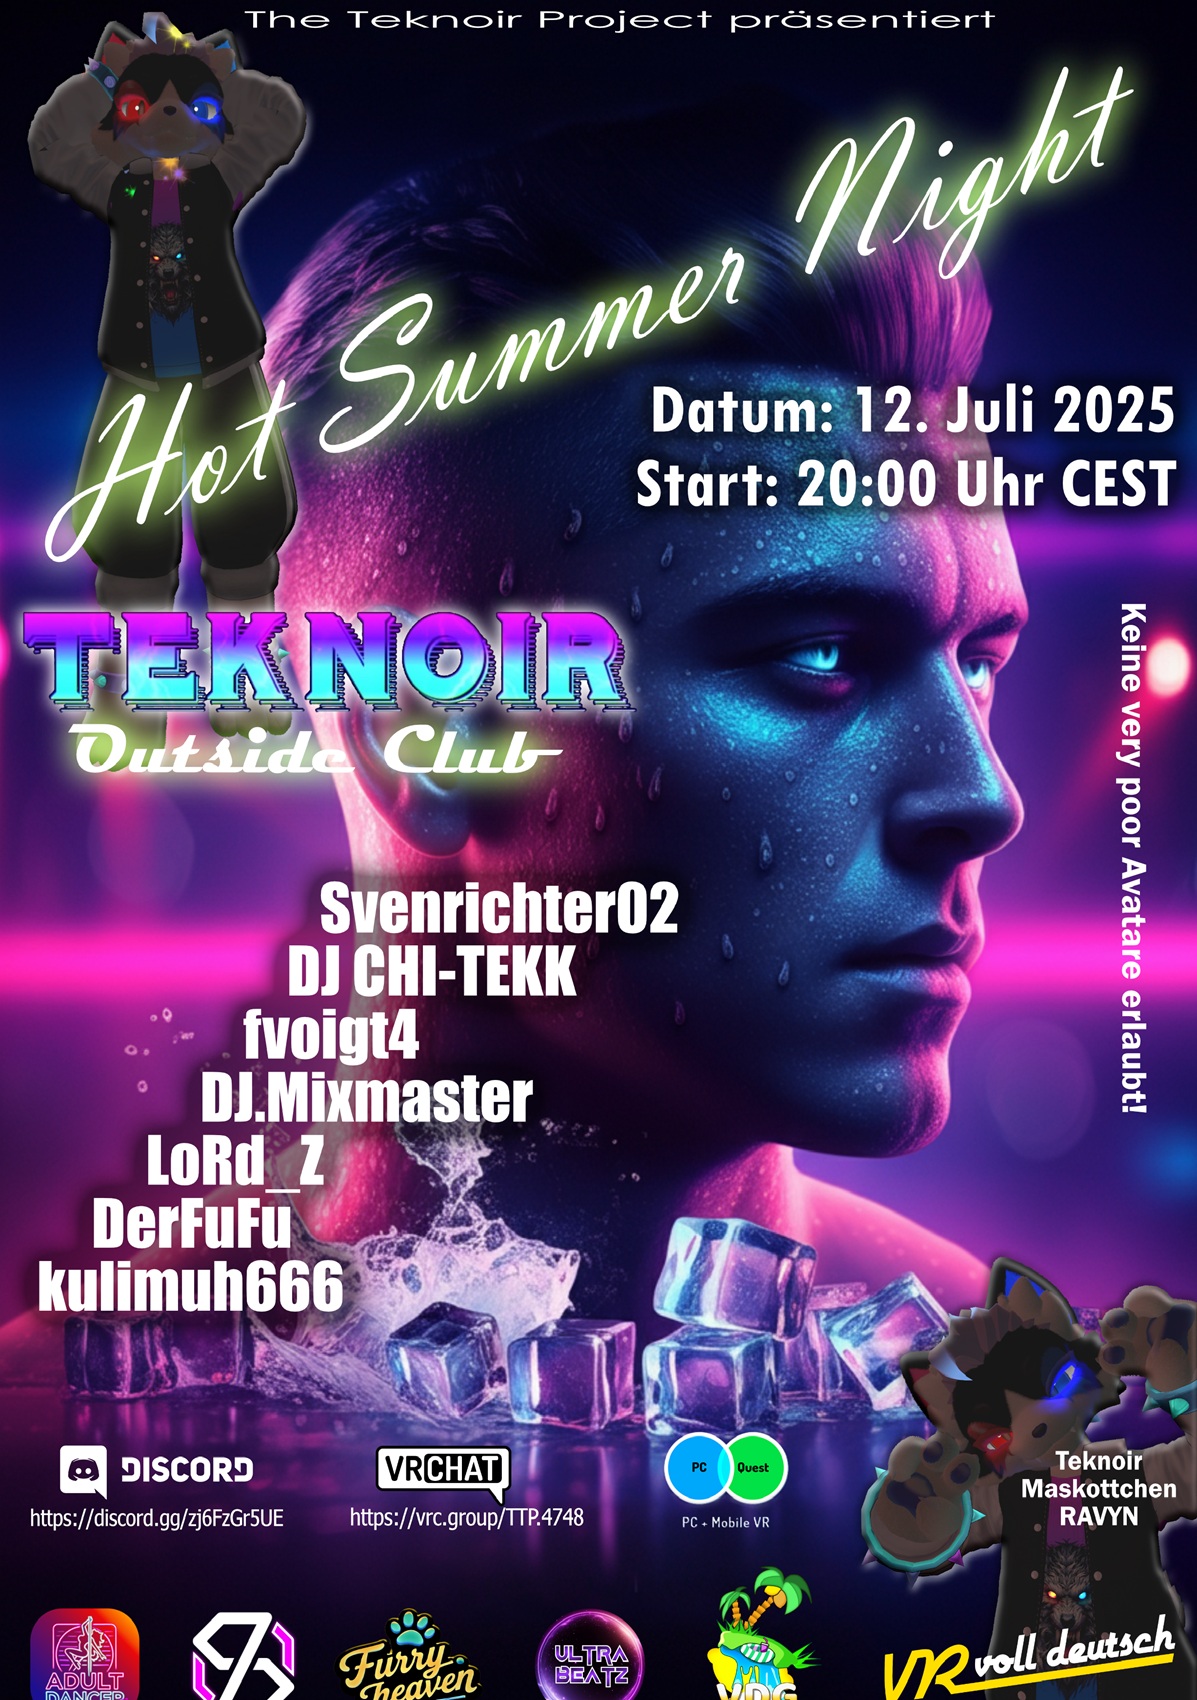 The Teknoir Project präsentiert
Hot Summer Night
Datum: 12. Juli 2025
Start: 20:00 Uhr CEST
TEKNOIR
Outside Club
Keine very poor Avatare erlaubt!
Svenrichter02
DJ CHI-TEKK
fvoigt4
DJ.Mixmaster
LoRd_Z
DerFuFu
kulimuh666
DISCORD
https://discord.gg/zj6FzGr5UE
VRCHAT
https://vrc.group/TTP.4748
PC Quest
PC + Mobile VR
Teknoir
Maskottchen
RAVYN
ADULT
DANCER
Furry
heaven
ULTRA
BEATZ
VDG
VR voll deutsch